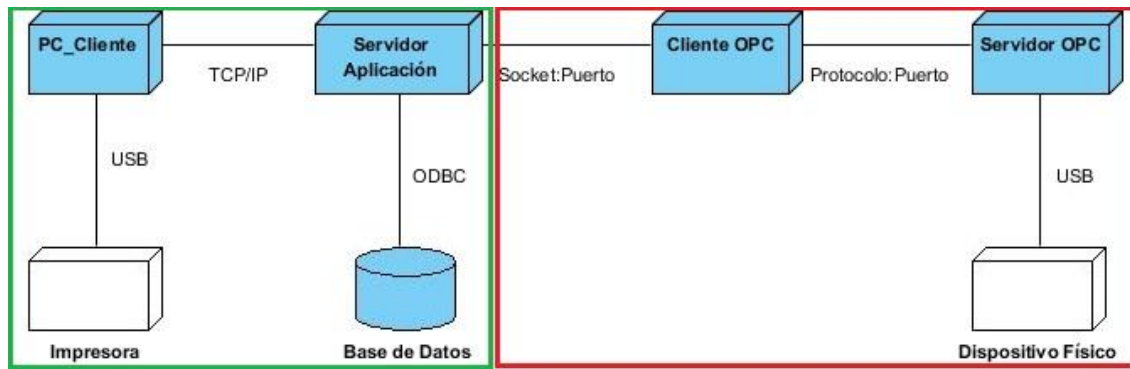 PC_Cliente
TCP/IP
Servidor
Aplicación
Socket:Puerto
Cliente OPC
Protocolo:Puerto
Servidor OPC
USB
ODBC
USB
Impresora
Base de Datos
Dispositivo Físico